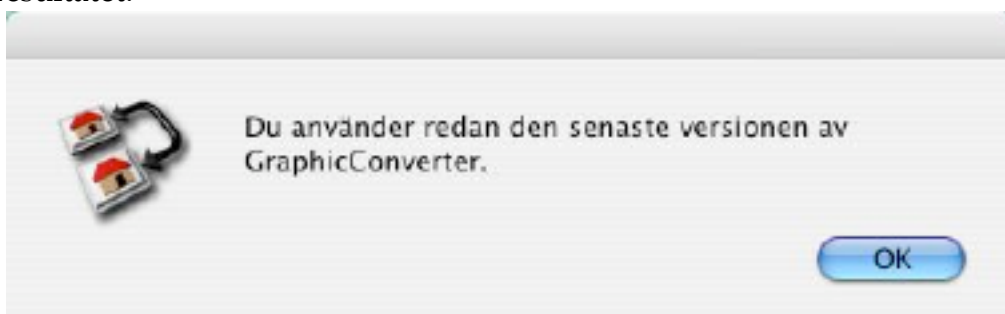 Du använder redan den senaste versionen av
GraphicConverter.
OK